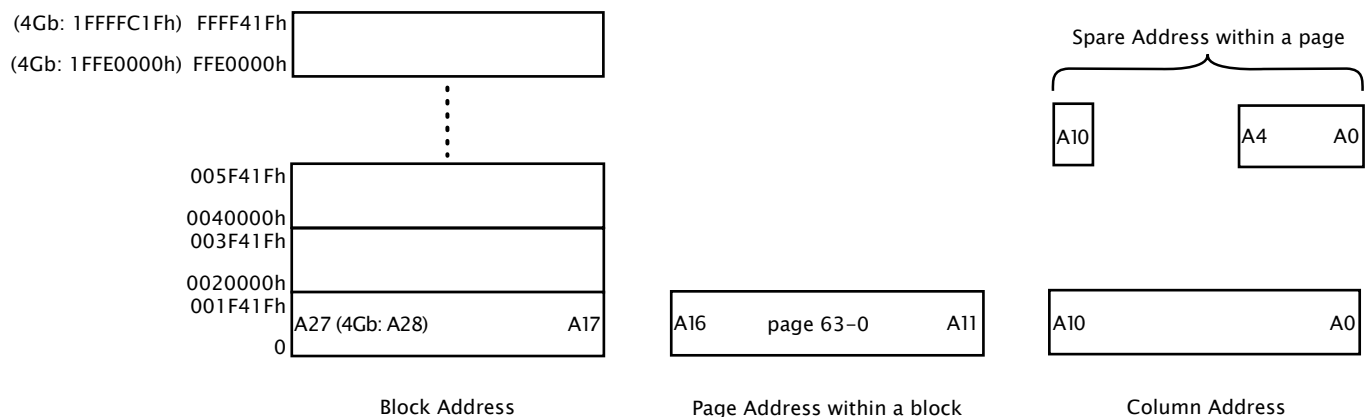 (4Gb: 1FFFFC1Fh) FFFF41Fh
(4Gb: 1FFE0000h) FFE0000h
Spare Address within a page
A10
A4 A0
005F41Fh
0040000h
003F41Fh
0020000h
001F41Fh
A27 (4Gb: A28) A17
0
A16 page 63–0 A11
A10 A0
Block Address
Page Address within a block
Column Address